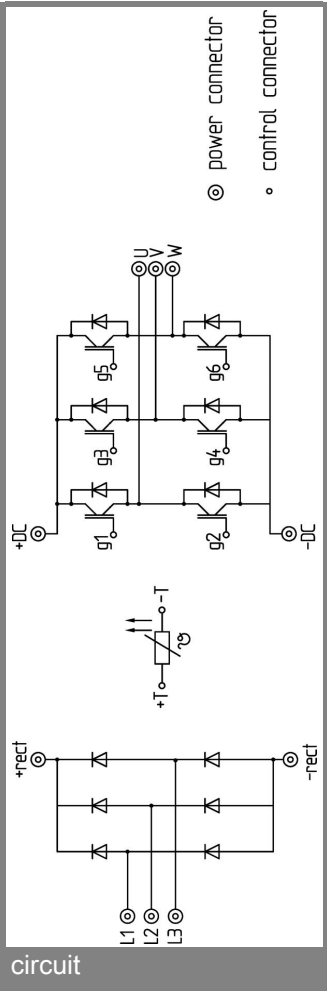 ⊚ power connector
∘ control connector
U
V
W
g5
g6
g3
g4
+DC
g1
g2
-DC
-T
ϑ
+T
+rect
-rect
L1
L2
L3
circuit